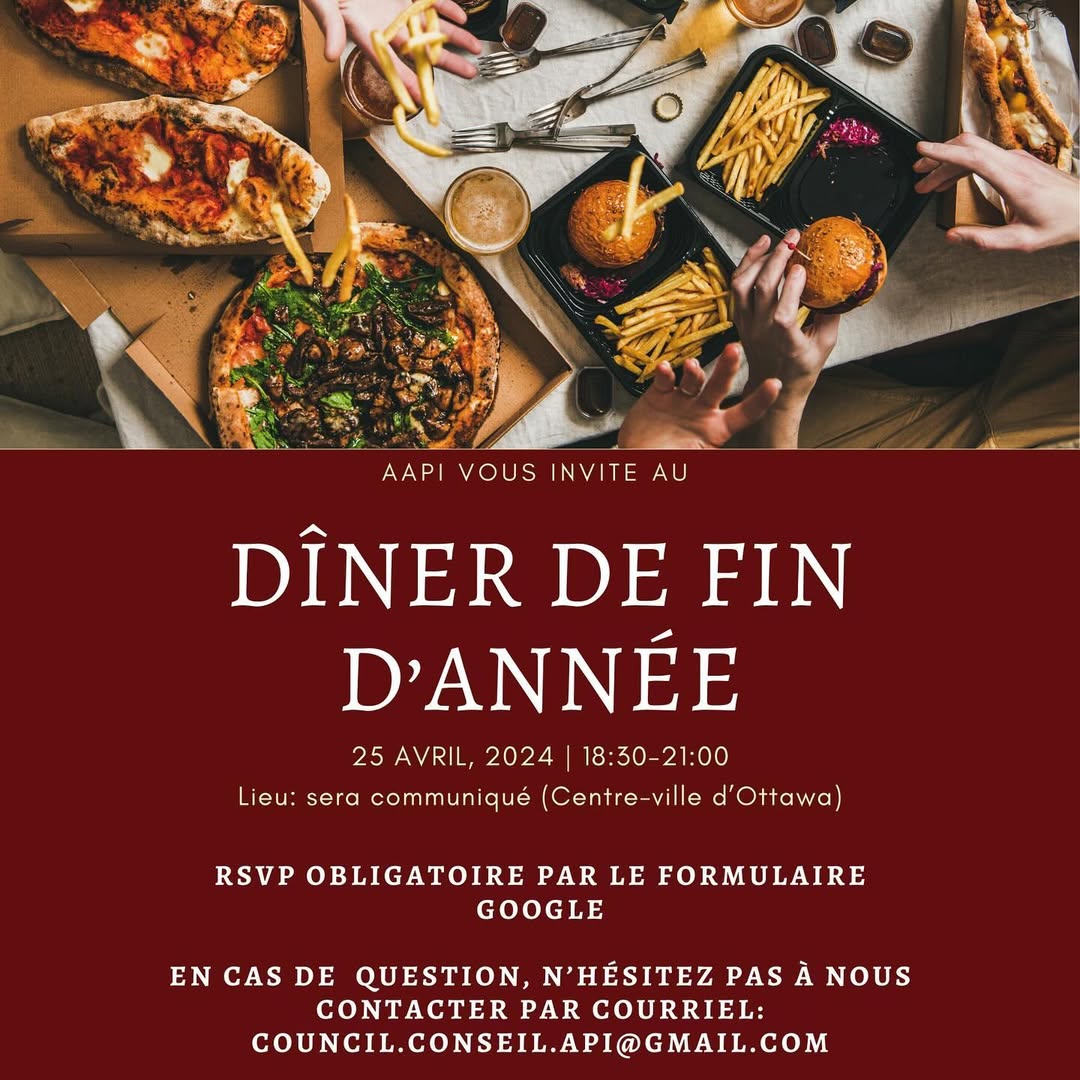 AAPI VOUS INVITE AU
DÎNER DE FIN
D’ANNÉE
25 AVRIL, 2024 | 18:30-21:00
Lieu: sera communiqué (Centre-ville d’Ottawa)
RSVP OBLIGATOIRE PAR LE FORMULAIRE
GOOGLE
EN CAS DE QUESTION, N’HÉSITEZ PAS À NOUS
CONTACTER PAR COURRIEL:
COUNCIL.CONSEIL.API@GMAIL.COM